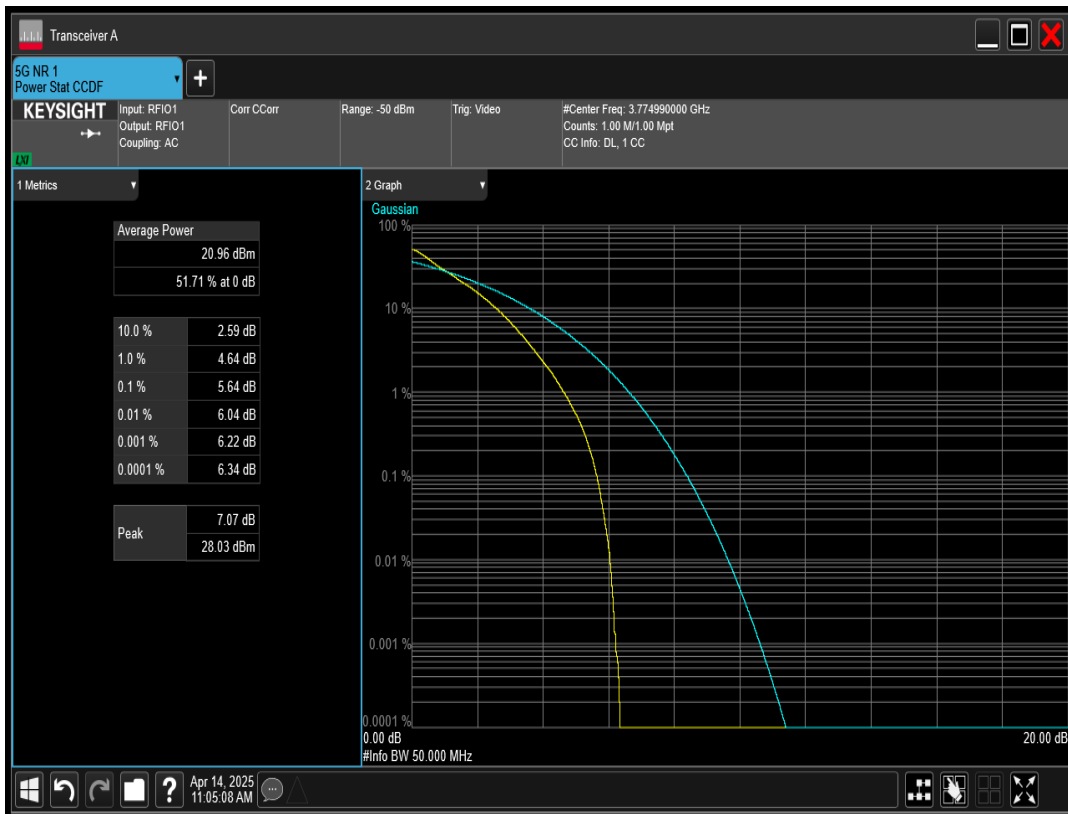 Transceiver A
5G NR 1
Power Stat CCDF
+
KEYSIGHT
LXI
Input: RFIO1
Output: RFIO1
Coupling: AC
Corr CCorr
Range: -50 dBm
Trig: Video
#Center Freq: 3.774990000 GHz
Counts: 1.00 M/1.00 Mpt
CC Info: DL, 1 CC
1 Metrics
Average Power
20.96 dBm
51.71 % at 0 dB
10.0 % 2.59 dB
1.0 % 4.64 dB
0.1 % 5.64 dB
0.01 % 6.04 dB
0.001 % 6.22 dB
0.0001 % 6.34 dB
Peak 7.07 dB
28.03 dBm
2 Graph
Gaussian
100 %
10 %
1 %
0.1 %
0.01 %
0.001 %
0.0001 %
0.00 dB 20.00 dB
#Info BW 50.000 MHz
?
Apr 14, 2025
11:05:08 AM